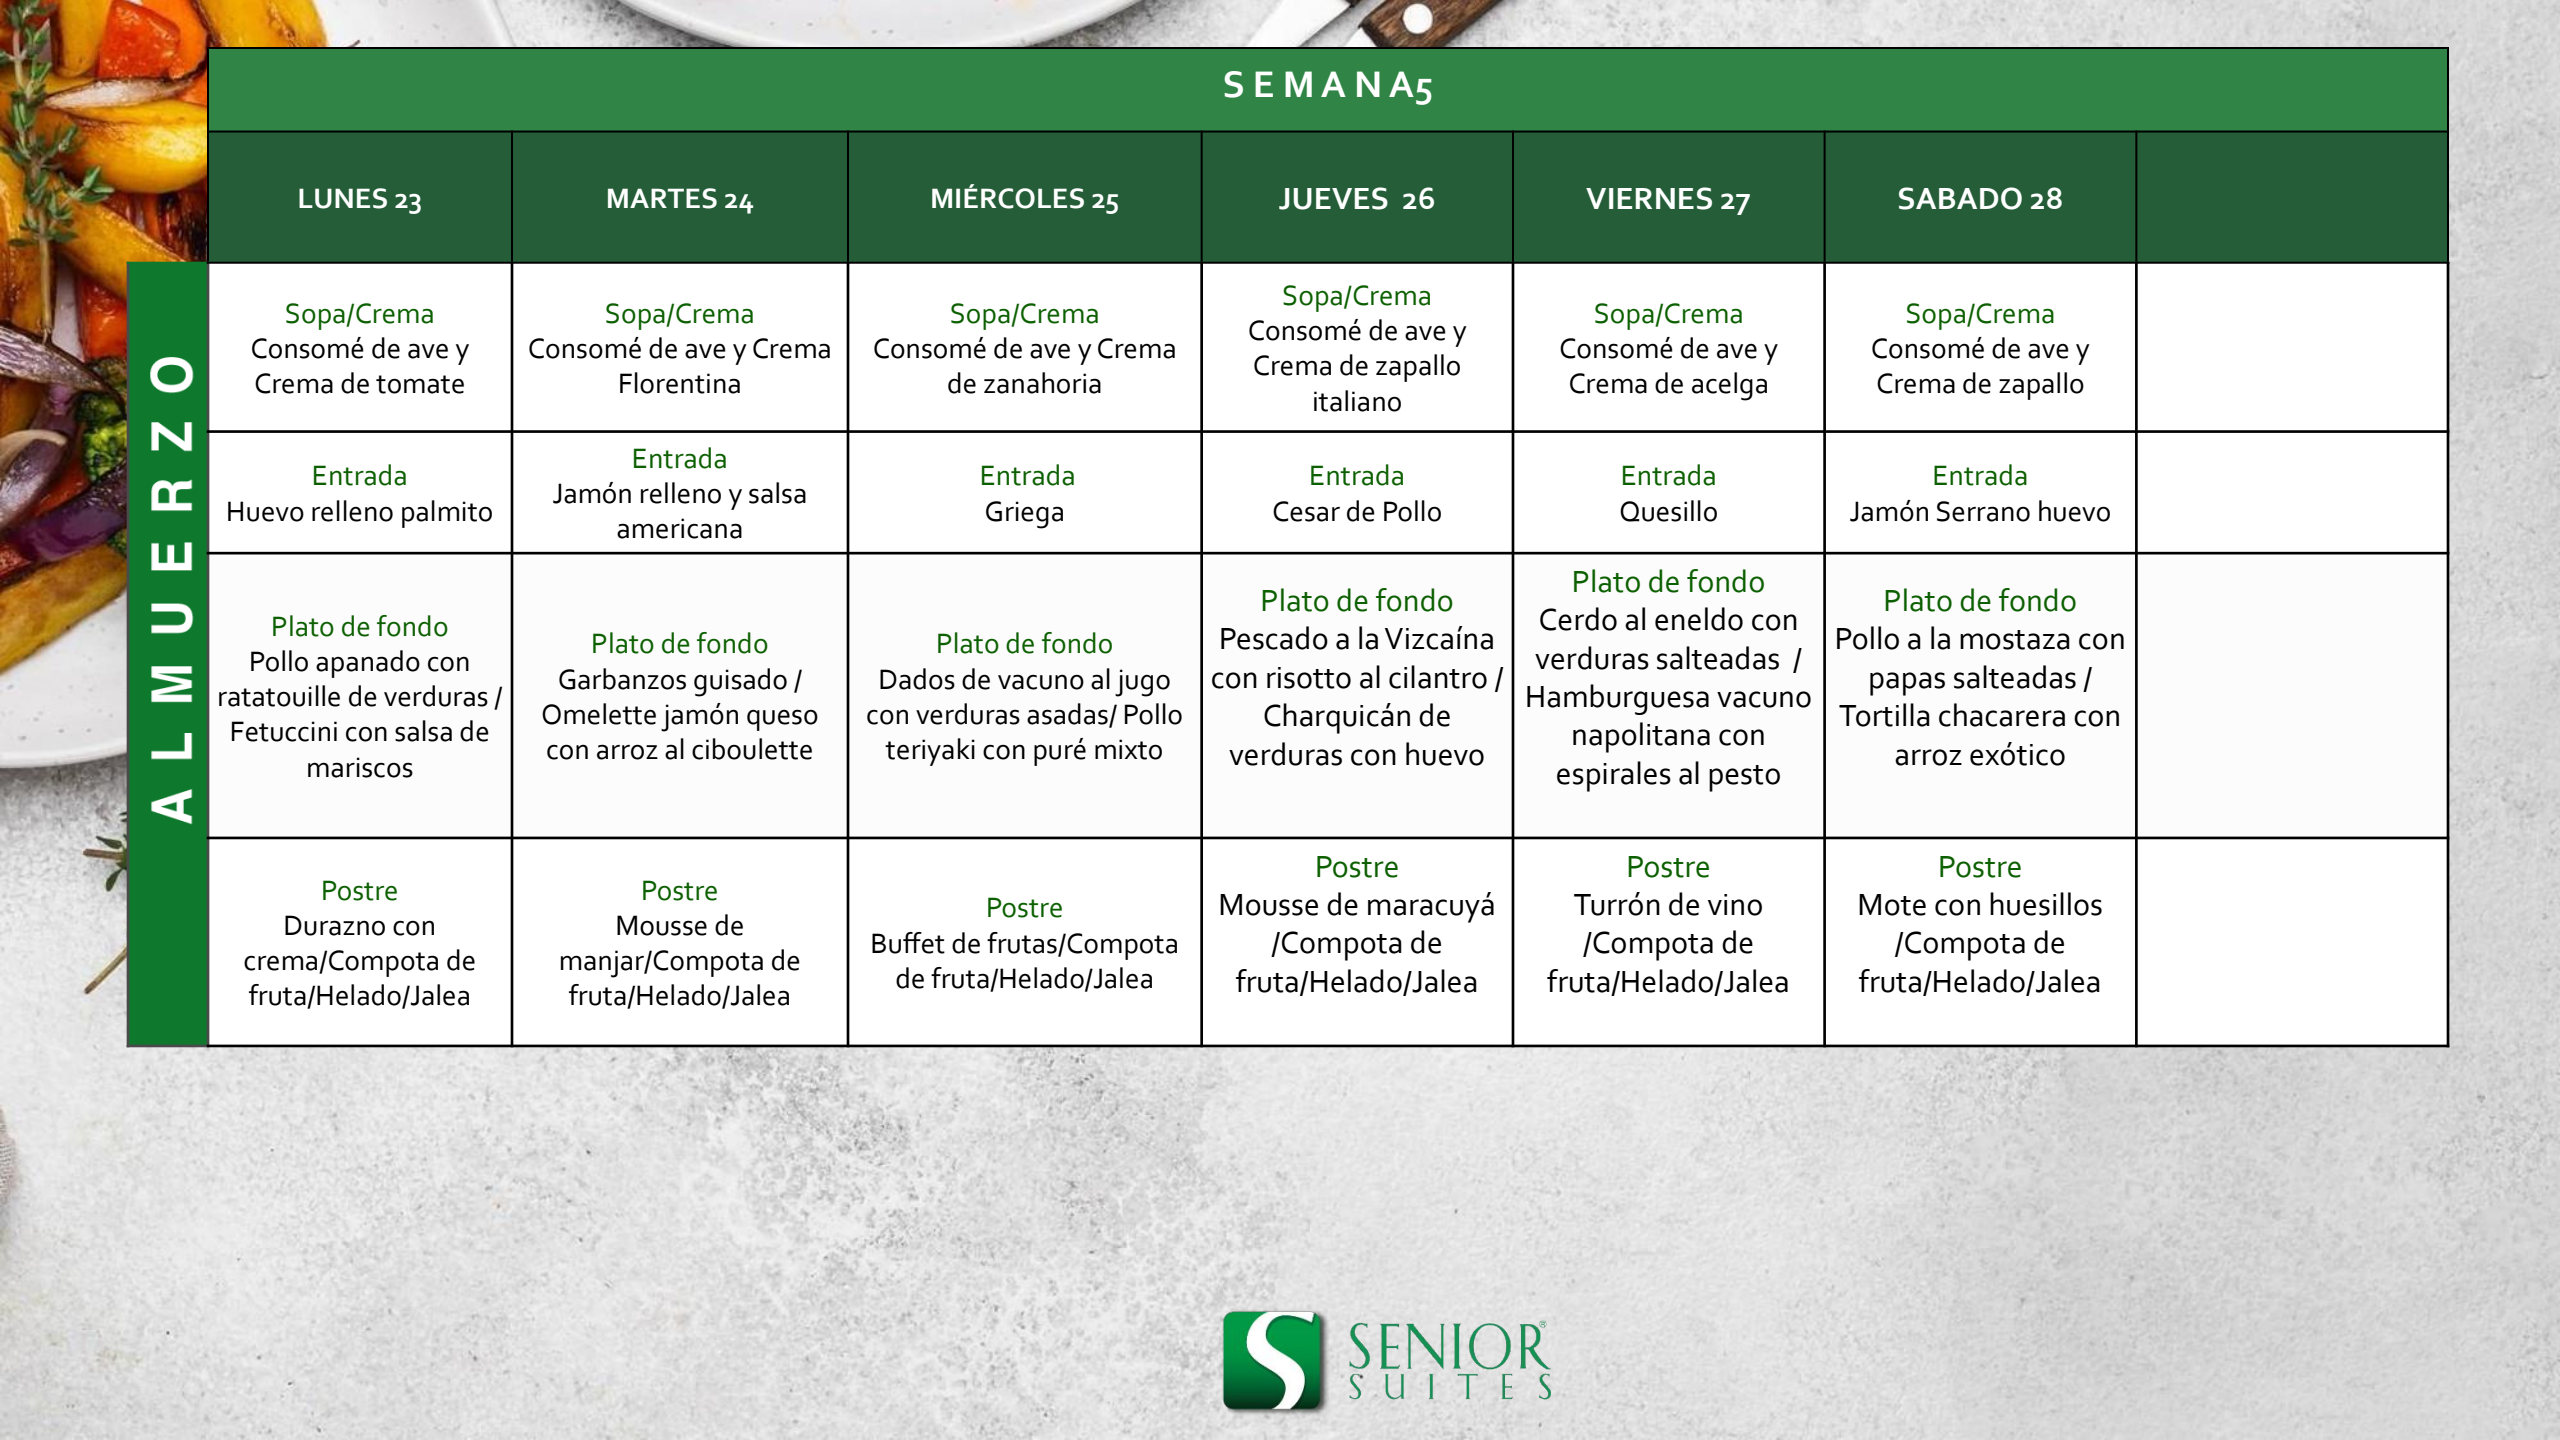 SEMANA5
LUNES 23
MARTES 24
MIÉRCOLES 25
JUEVES 26
VIERNES 27
SABADO 28
ALMUERZO
Sopa/Crema
Consomé de ave y
Crema de tomate
Sopa/Crema
Consomé de ave y Crema
Florentina
Sopa/Crema
Consomé de ave y Crema
de zanahoria
Sopa/Crema
Consomé de ave y
Crema de zapallo
italiano
Sopa/Crema
Consomé de ave y
Crema de acelga
Sopa/Crema
Consomé de ave y
Crema de zapallo
Entrada
Huevo relleno palmito
Entrada
Jamón relleno y salsa
americana
Entrada
Griega
Entrada
Cesar de Pollo
Entrada
Quesillo
Entrada
Jamón Serrano huevo
Plato de fondo
Pollo apanado con
ratatouille de verduras /
Fetuccini con salsa de
mariscos
Plato de fondo
Garbanzos guisado /
Omelette jamón queso
con arroz al ciboulette
Plato de fondo
Dados de vacuno al jugo
con verduras asadas/ Pollo
teriyaki con puré mixto
Plato de fondo
Pescado a la Vizcaína
con risotto al cilantro /
Charquicán de
verduras con huevo
Plato de fondo
Cerdo al eneldo con
verduras salteadas /
Hamburguesa vacuno
napolitana con
espirales al pesto
Plato de fondo
Pollo a la mostaza con
papas salteadas /
Tortilla chacarera con
arroz exótico
Postre
Durazno con
crema/Compota de
fruta/Helado/Jalea
Postre
Mousse de
manjar/Compota de
fruta/Helado/Jalea
Postre
Buffet de frutas/Compota
de fruta/Helado/Jalea
Postre
Mousse de maracuyá
/Compota de
fruta/Helado/Jalea
Postre
Turrón de vino
/Compota de
fruta/Helado/Jalea
Postre
Mote con huesillos
/Compota de
fruta/Helado/Jalea
SENIOR®
SUITES